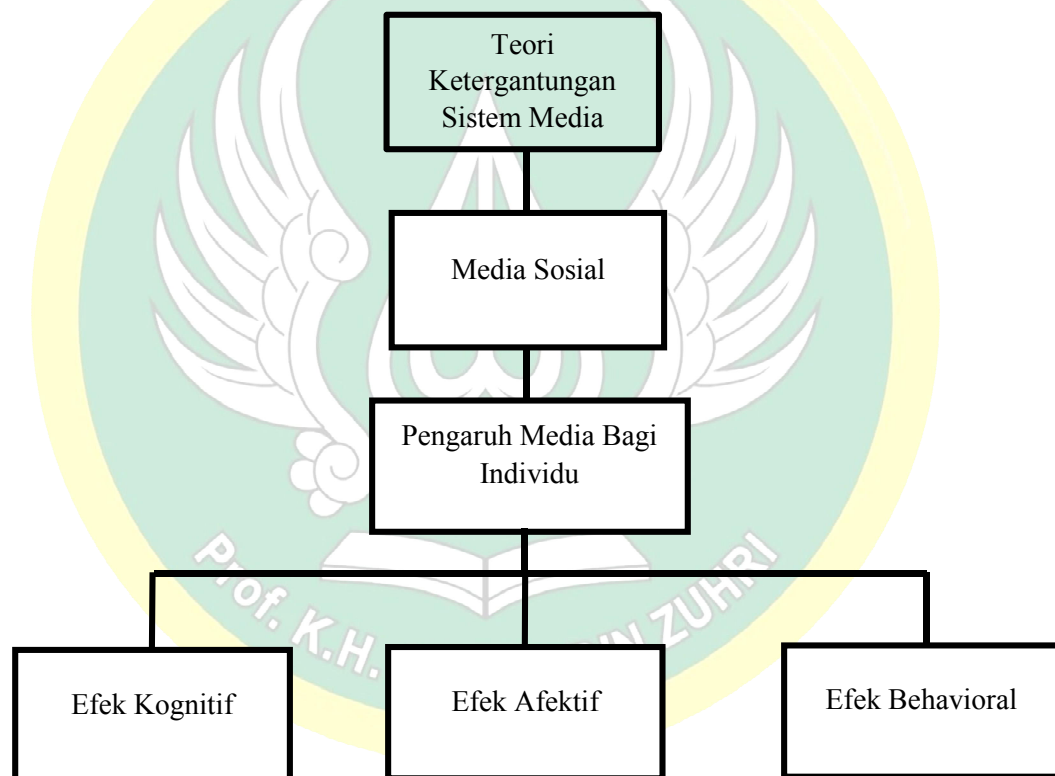 Teori
Ketergantungan
Sistem Media
Media Sosial
Pengaruh Media Bagi
Individu
Efek Kognitif
Efek Afektif
Efek Behavioral
Prof. K.H. ZUHRI